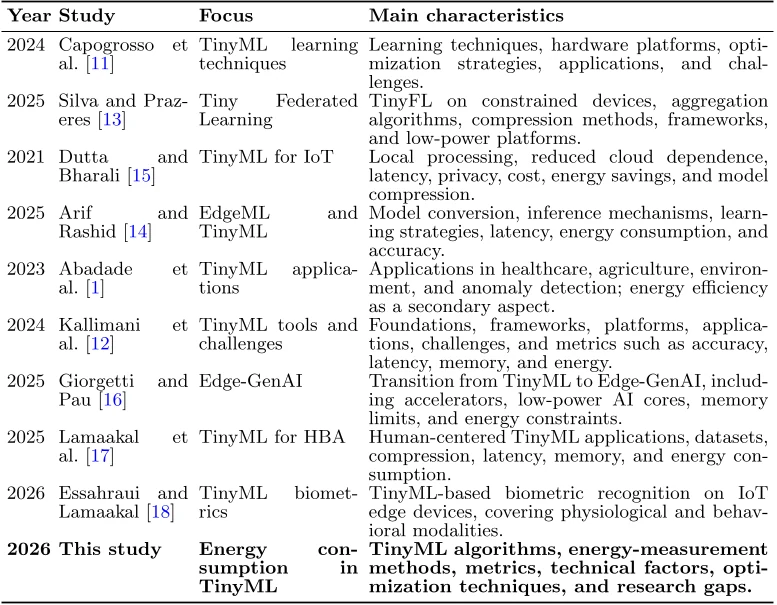 Year Study Focus Main characteristics
2024 Capogrosso et TinyML learning Learning techniques, hardware platforms, opti-
al. [11] techniques mization strategies, applications, and chal-
lenges.
2025 Silva and Praz- Tiny Federated TinyFL on constrained devices, aggregation
eres [13] Learning algorithms, compression methods, frameworks,
and low-power platforms.
2021 Dutta and TinyML for IoT Local processing, reduced cloud dependence,
Bharali [15] latency, privacy, cost, energy savings, and model
compression.
2025 Arif and EdgeML and Model conversion, inference mechanisms, learn-
Rashid [14] TinyML ing strategies, latency, energy consumption, and
accuracy.
2023 Abadade et TinyML applica- Applications in healthcare, agriculture, environ-
al. [1] tions ment, and anomaly detection; energy efficiency
as a secondary aspect.
2024 Kallimani et TinyML tools and Foundations, frameworks, platforms, applica-
al. [12] challenges tions, challenges, and metrics such as accuracy,
latency, memory, and energy.
2025 Giorgetti and Edge-GenAI Transition from TinyML to Edge-GenAI, includ-
Pau [16] ing accelerators, low-power AI cores, memory
limits, and energy constraints.
2025 Lamaakal et TinyML for HBA Human-centered TinyML applications, datasets,
al. [17] compression, latency, memory, and energy con-
sumption.
2026 Essahraui and TinyML biomet- TinyML-based biometric recognition on IoT
Lamaakal [18] rics edge devices, covering physiological and behav-
ioral modalities.
2026 This study Energy con- TinyML algorithms, energy-measurement
sumption in methods, metrics, technical factors, opti-
TinyML mization techniques, and research gaps.